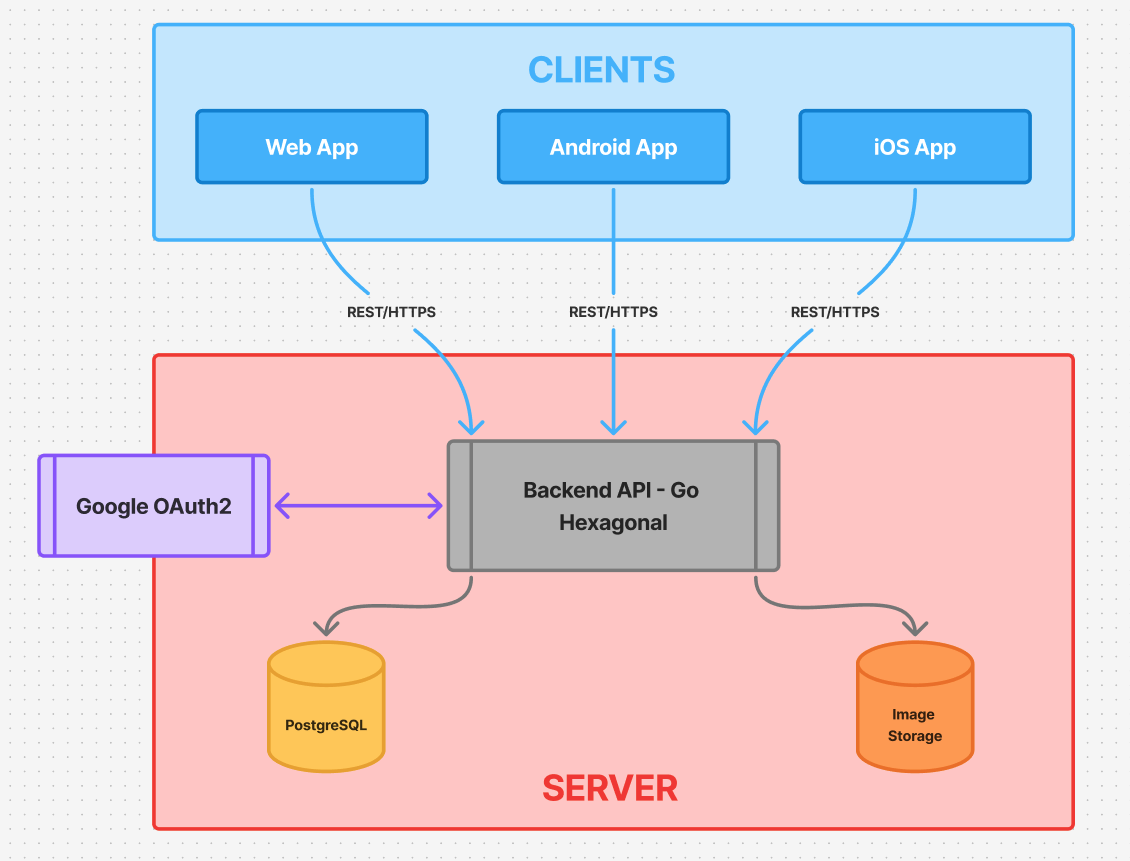 CLIENTS
Web App
Android App
iOS App
REST/HTTPS
REST/HTTPS
REST/HTTPS
Google OAuth2
Backend API - Go
Hexagonal
PostgreSQL
Image
Storage
SERVER